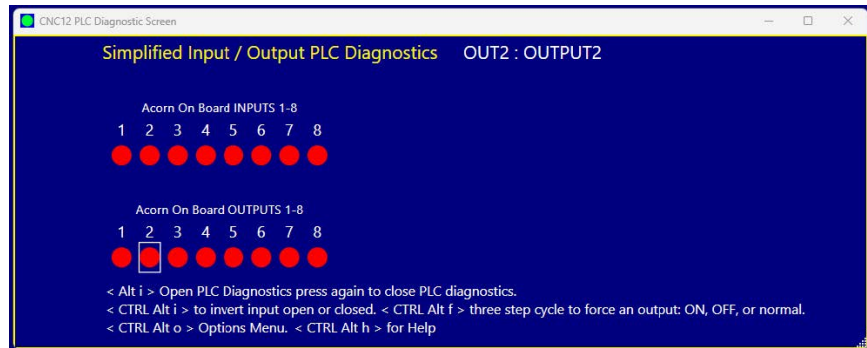 CNC12 PLC Diagnostic Screen
Simplified Input / Output PLC Diagnostics OUT2 : OUTPUT2
Acorn On Board INPUTS 1-8
1 2 3 4 5 6 7 8
Acorn On Board OUTPUTS 1-8
1 2 3 4 5 6 7 8
< Alt i > Open PLC Diagnostics press again to close PLC diagnostics.
< CTRL Alt i > to invert input open or closed. < CTRL Alt f > three step cycle to force an output: ON, OFF, or normal.
< CTRL Alt o > Options Menu. < CTRL Alt h > for Help